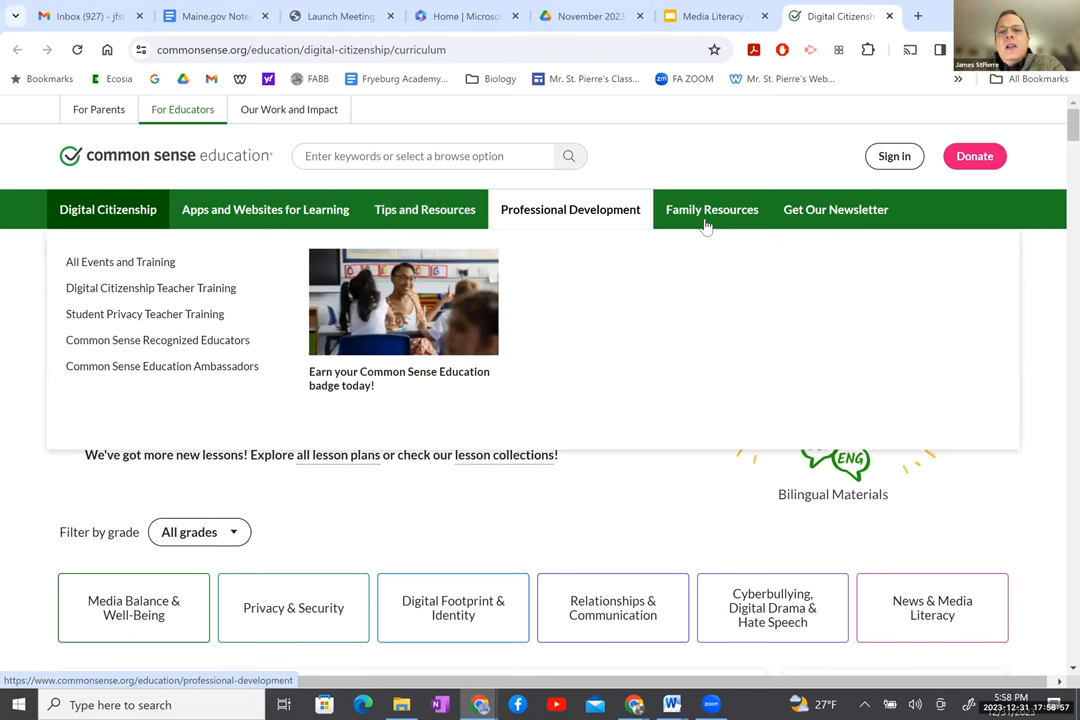 Inbox (927) - jfst
Maine.gov Note
Launch Meeting
Home | Microso
November 2023
Media Literacy -
Digital Citizensh
James StPierre
commonsense.org/education/digital-citizenship/curriculum
Bookmarks
Ecosia
FABB
Fryeburg Academy...
Biology
Mr. St. Pierre's Class...
FA ZOOM
Mr. St Pierre's Web...
All Bookmarks
For Parents
For Educators
Our Work and Impact
common sense education®
Enter keywords or select a browse option
Sign in
Donate
Digital Citizenship
Apps and Websites for Learning
Tips and Resources
Professional Development
Family Resources
Get Our Newsletter
All Events and Training
Digital Citizenship Teacher Training
Student Privacy Teacher Training
Common Sense Recognized Educators
Common Sense Education Ambassadors
Earn your Common Sense Education
badge today!
We've got more new lessons! Explore all lesson plans or check our lesson collections!
ENG
Bilingual Materials
Filter by grade
All grades
Media Balance &
Well-Being
Privacy & Security
Digital Footprint &
Identity
Relationships &
Communication
Cyberbullying,
Digital Drama &
Hate Speech
News & Media
Literacy
https://www.commonsense.org/education/professional-development
Type here to search
27°F
5:58 PM
2023-12-31 17:58:57